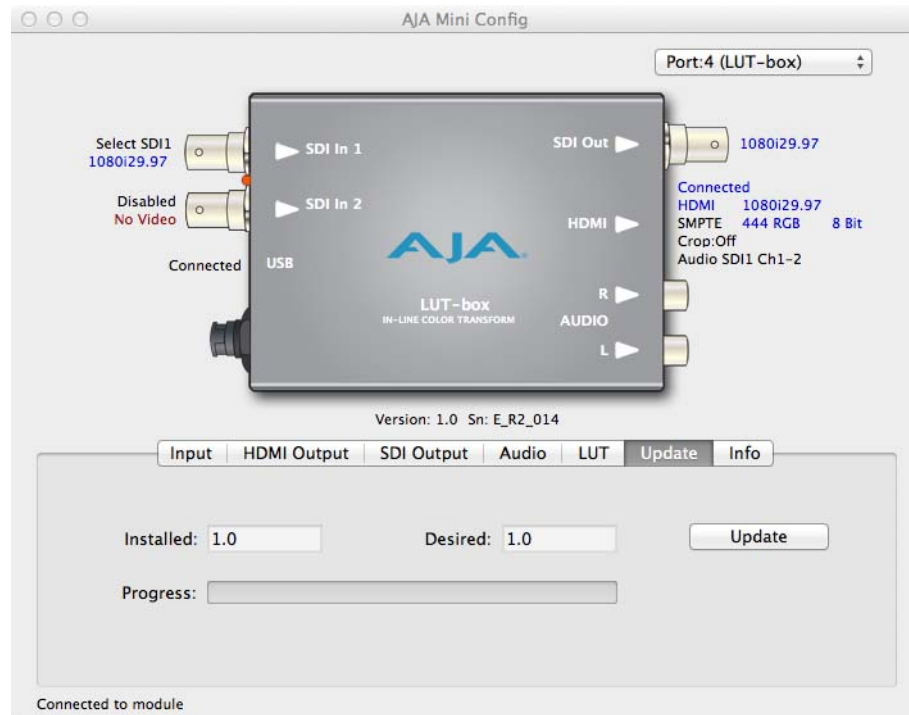 AJA Mini Config
Port:4 (LUT-box)
Select SDI1
1080i29.97
SDI In 1
SDI Out
1080i29.97
Disabled
No Video
SDI In 2
HDMI
Connected
HDMI 1080i29.97
SMPTE 444 RGB 8 Bit
Crop:Off
Audio SDI1 Ch1-2
Connected
USB
AJA
LUT-box
IN-LINE COLOR TRANSFORM
R
AUDIO
L
Version: 1.0 Sn: E_R2_014
Input HDMI Output SDI Output Audio LUT Update Info
Installed: 1.0 Desired: 1.0 Update
Progress:
Connected to module